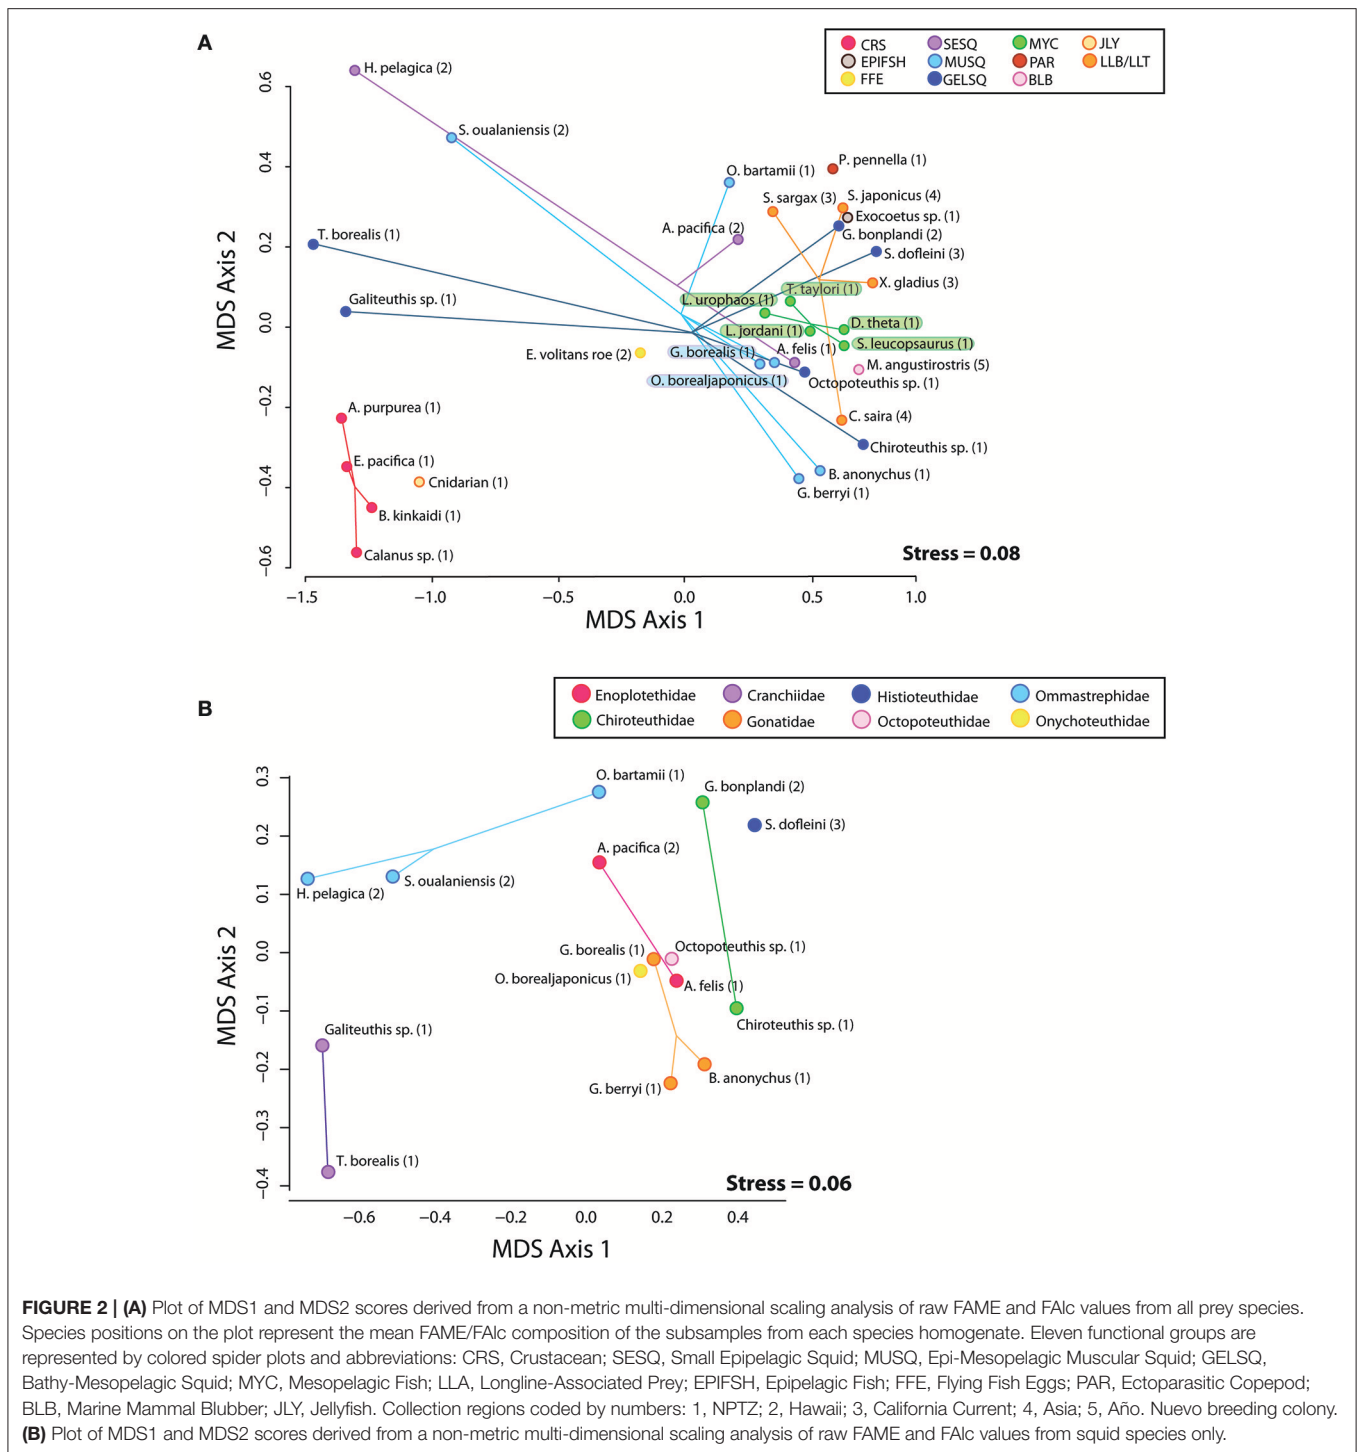 A
CRS
SESQ
MYC
JLY
EPIFSH
MUSQ
PAR
LLB/LLT
FFE
GELSQ
BLB
H. pelagica (2)
S. oualaniensis (2)
O. bartamii (1)
P. pennella (1)
S. sargax (3)
S. japonicus (4)
Exocoetus sp. (1)
A. pacifica (2)
G. bonplandi (2)
T. borealis (1)
S. dofleini (3)
X. gladius (3)
T. taylori (1)
Galiteuthis sp. (1)
L. urophaos (1)
D. theta (1)
L. jordani (1)
S. leucopsaurus (1)
E. volitans roe (2)
G. borealis (1)
A. felis (1)
M. angustirostris (5)
O. borealjaponicus (1)
Octopoteuthis sp. (1)
A. purpurea (1)
C. saira (4)
Chiroteuthis sp. (1)
E. pacifica (1)
Cnidarian (1)
B. anonychus (1)
G. berryi (1)
B. kinkaidi (1)
Calanus sp. (1)
Stress = 0.08
MDS Axis 2
0.6
0.4
0.2
0.0
−0.2
−0.4
−0.6
−1.5
−1.0
−0.5
0.0
0.5
1.0
MDS Axis 1
B
Enoplotethidae
Cranchiidae
Histioteuthidae
Ommastrephidae
Chiroteuthidae
Gonatidae
Octopoteuthidae
Onychoteuthidae
O. bartamii (1)
G. bonplandi (2)
S. dofleini (3)
A. pacifica (2)
H. pelagica (2)
S. oualaniensis (2)
G. borealis (1)
Octopoteuthis sp. (1)
O. borealjaponicus (1)
A. felis (1)
Chiroteuthis sp. (1)
Galiteuthis sp. (1)
G. berryi (1)
B. anonychus (1)
T. borealis (1)
Stress = 0.06
MDS Axis 2
0.3
0.2
0.1
0.0
−0.1
−0.2
−0.3
−0.4
−0.6
−0.4
−0.2
0.0
0.2
0.4
MDS Axis 1
FIGURE 2 | (A) Plot of MDS1 and MDS2 scores derived from a non-metric multi-dimensional scaling analysis of raw FAME and FAlc values from all prey species.
Species positions on the plot represent the mean FAME/FAlc composition of the subsamples from each species homogenate. Eleven functional groups are
represented by colored spider plots and abbreviations: CRS, Crustacean; SESQ, Small Epipelagic Squid; MUSQ, Epi-Mesopelagic Muscular Squid; GELSQ,
Bathy-Mesopelagic Squid; MYC, Mesopelagic Fish; LLA, Longline-Associated Prey; EPIFSH, Epipelagic Fish; FFE, Flying Fish Eggs; PAR, Ectoparasitic Copepod;
BLB, Marine Mammal Blubber; JLY, Jellyfish. Collection regions coded by numbers: 1, NPTZ; 2, Hawaii; 3, California Current; 4, Asia; 5, Año. Nuevo breeding colony.
(B) Plot of MDS1 and MDS2 scores derived from a non-metric multi-dimensional scaling analysis of raw FAME and FAlc values from squid species only.